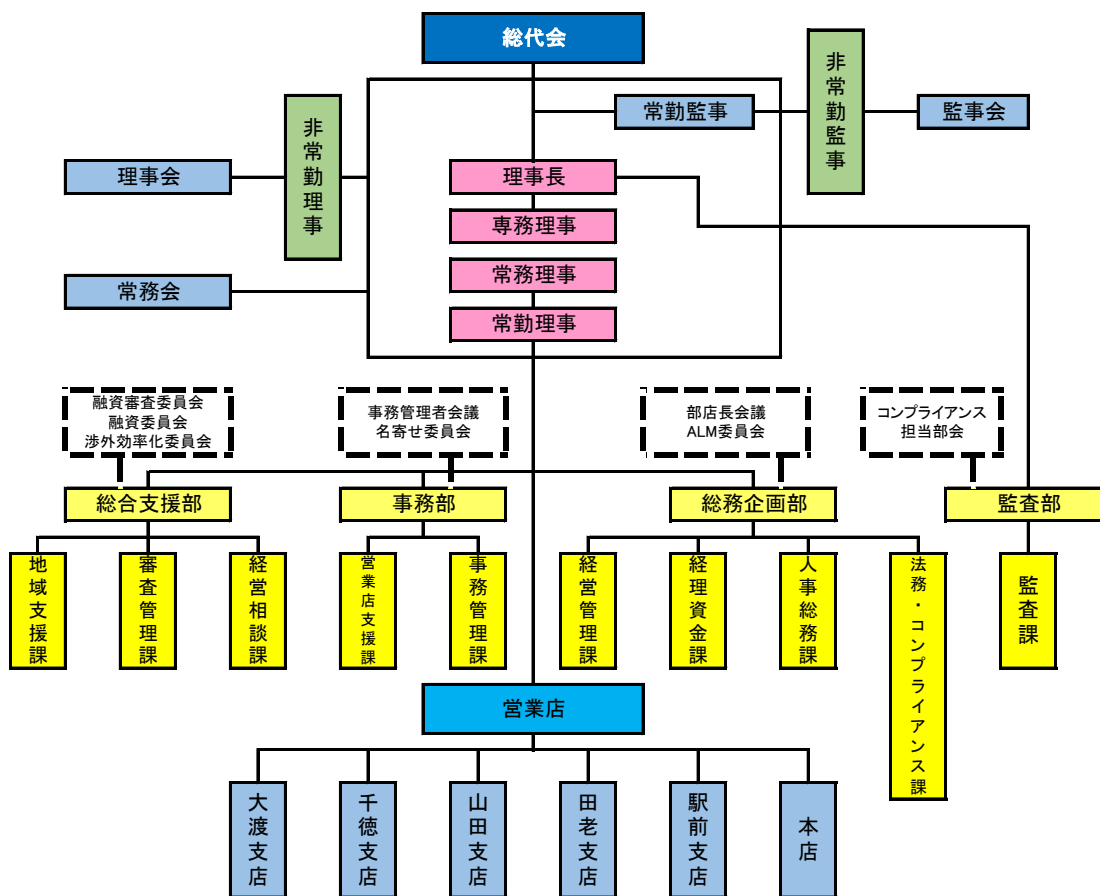 総代会
非常勤監事
常勤監事
監事会
非常勤理事
理事会
理事長
専務理事
常務会
常務理事
常勤理事
融資審査委員会
融資委員会
渉外効率化委員会
事務管理者会議
名寄せ委員会
部店長会議
ALM委員会
コンプライアンス
担当部会
総合支援部
事務部
総務企画部
監査部
地域支援課
審査管理課
経営相談課
営業店支援課
事務管理課
経営管理課
経理資金課
人事総務課
法務・コンプライアンス課
監査課
営業店
大渡支店
千徳支店
山田支店
田老支店
駅前支店
本店